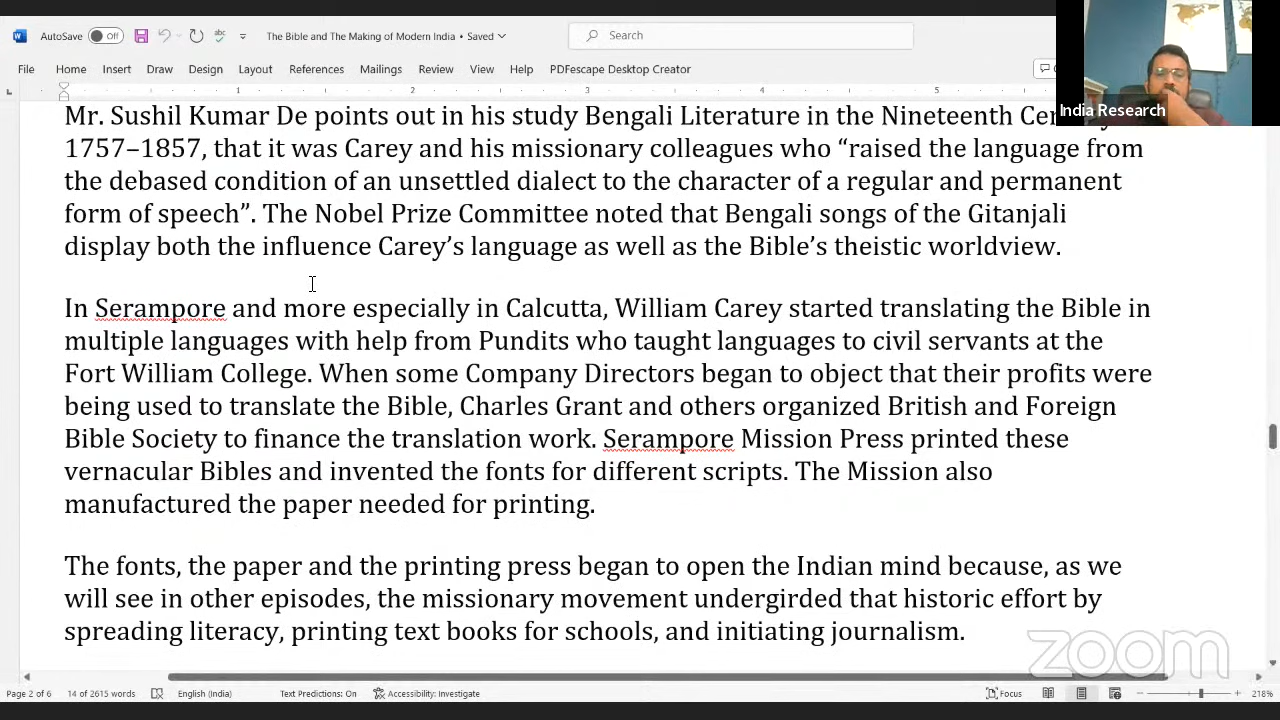 AutoSave Off The Bible and The Making of Modern India • Saved Search
File Home Insert Draw Design Layout References Mailings Review View Help PDFescape Desktop Creator
India Research
1 2 3 4 5
Mr. Sushil Kumar De points out in his study Bengali Literature in the Nineteenth
1757–1857, that it was Carey and his missionary colleagues who “raised the language from
the debased condition of an unsettled dialect to the character of a regular and permanent
form of speech”. The Nobel Prize Committee noted that Bengali songs of the Gitanjali
display both the influence Carey’s language as well as the Bible’s theistic worldview.
In Serampore and more especially in Calcutta, William Carey started translating the Bible in
multiple languages with help from Pundits who taught languages to civil servants at the
Fort William College. When some Company Directors began to object that their profits were
being used to translate the Bible, Charles Grant and others organized British and Foreign
Bible Society to finance the translation work. Serampore Mission Press printed these
vernacular Bibles and invented the fonts for different scripts. The Mission also
manufactured the paper needed for printing.
The fonts, the paper and the printing press began to open the Indian mind because, as we
will see in other episodes, the missionary movement undergirded that historic effort by
spreading literacy, printing text books for schools, and initiating journalism.
zoom
Page 2 of 6 14 of 2615 words English (India) Text Predictions: On Accessibility: Investigate Focus 218%